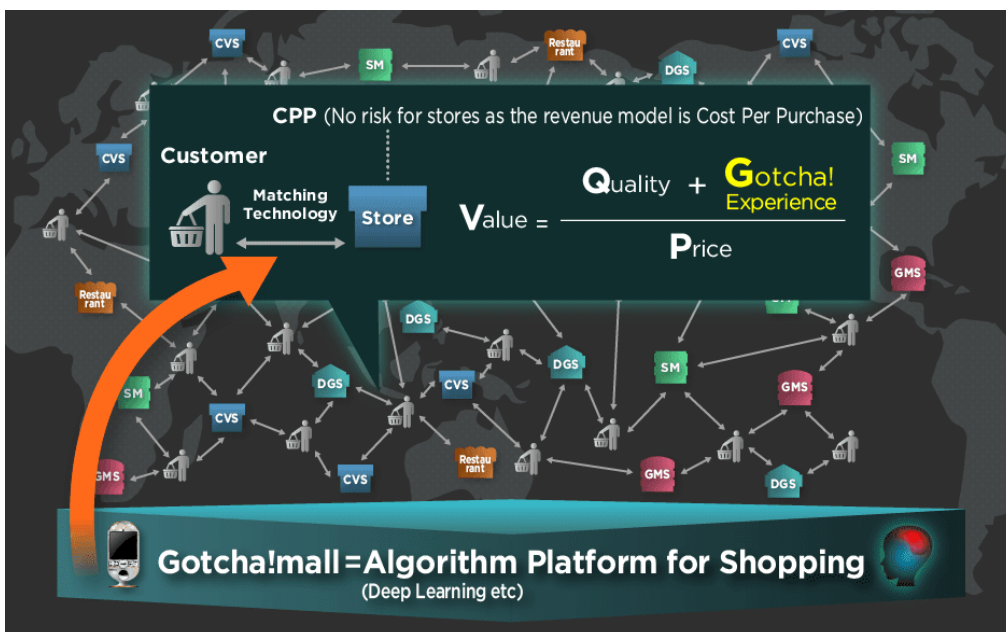 CVS
SM
Restau
rant
DGS
CVS
CPP (No risk for stores as the revenue model is Cost Per Purchase)
Customer
Matching
Technology
Store
Value =
Quality + Gotcha!
Experience
Price
CVS
SM
GMS
Restau
rant
DGS
DGS
SM
DGS
CVS
GMS
SM
CVS
Restau
rant
GMS
CVS
GMS
DGS
Gotcha!mall = Algorithm Platform for Shopping
(Deep Learning etc)